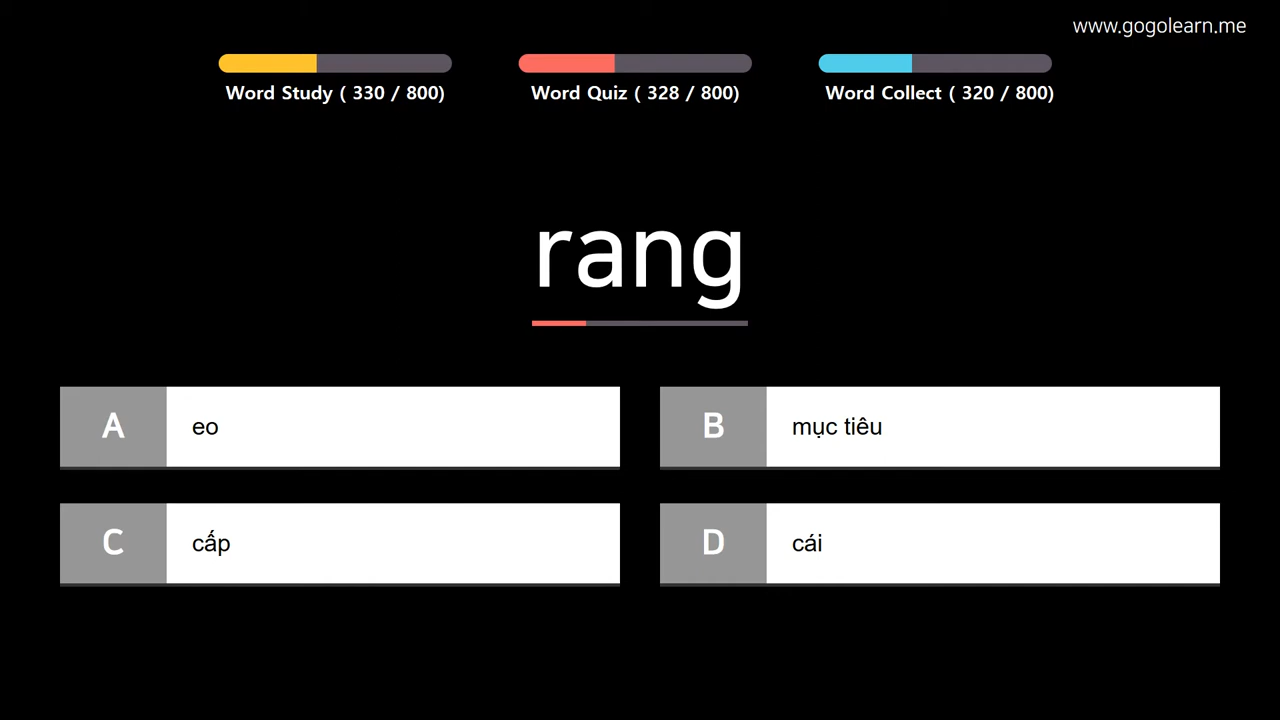 www.gogolearn.me
Word Study ( 330 / 800)
Word Quiz ( 328 / 800)
Word Collect ( 320 / 800)
rang
A eo
B mục tiêu
C cấp
D cái